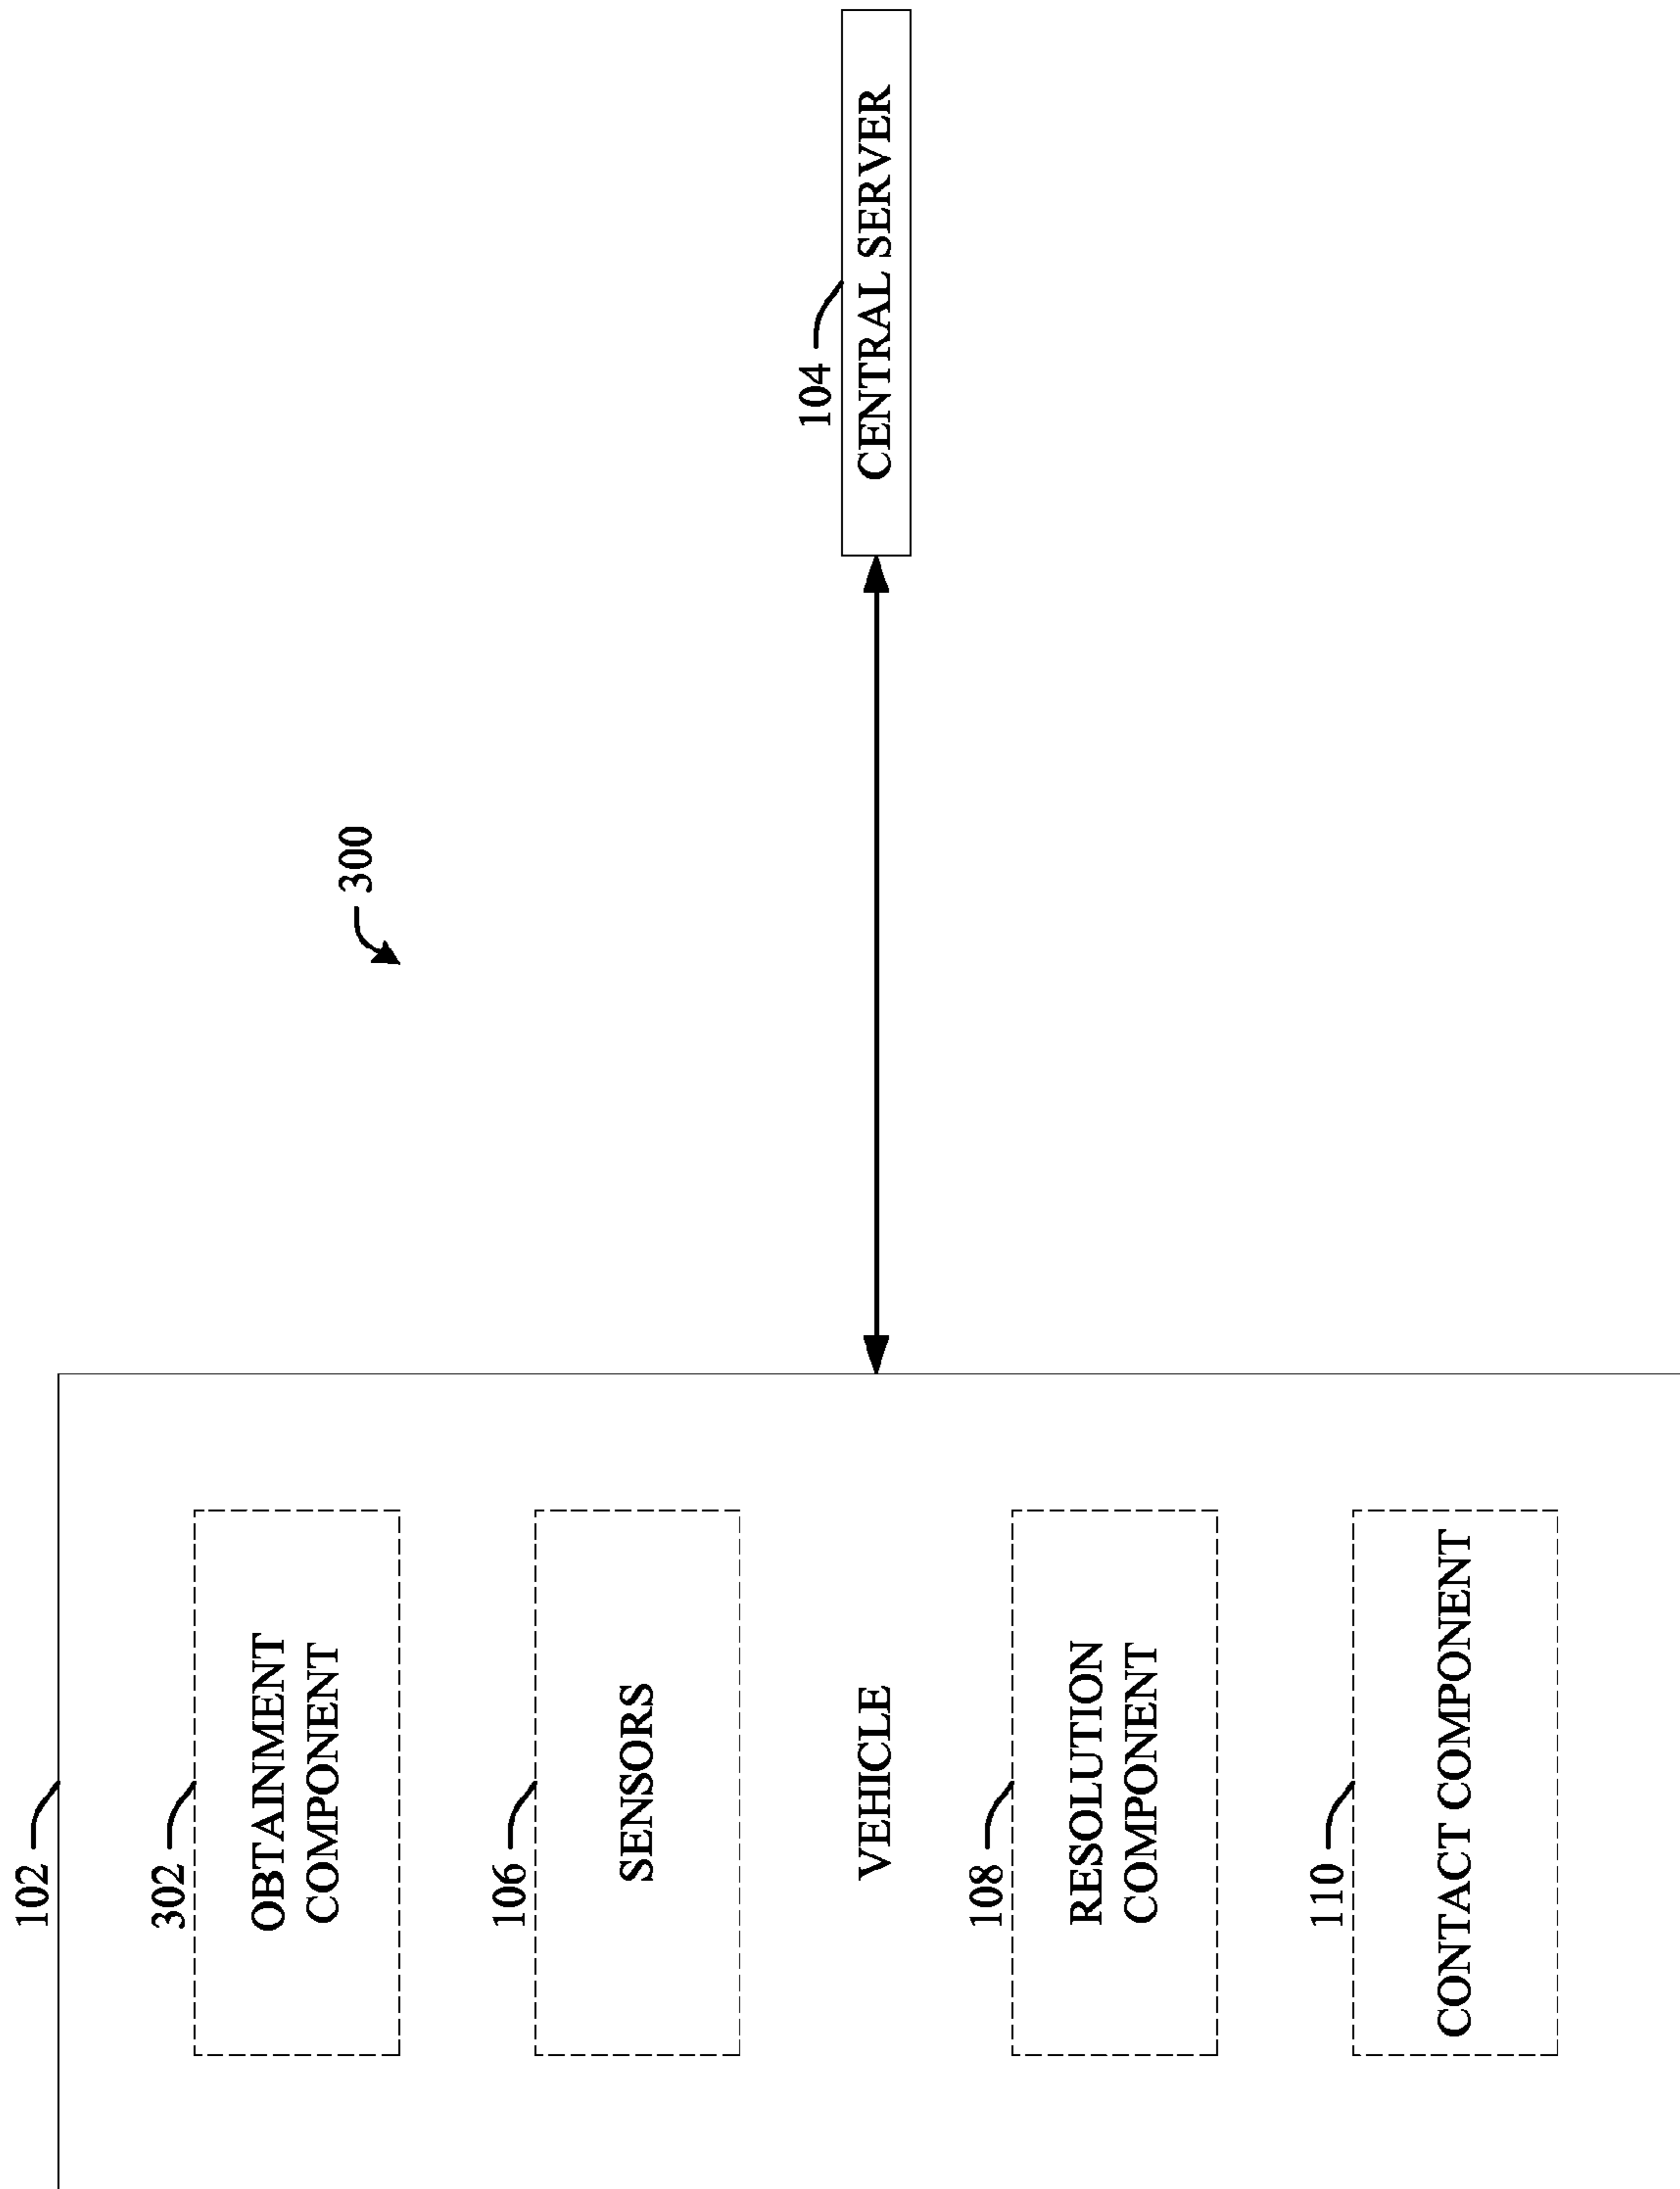 300
102
302
OBTAINMENT
COMPONENT
106
SENSORS
VEHICLE
104
CENTRAL SERVER
108
RESOLUTION
COMPONENT
110
CONTACT COMPONENT